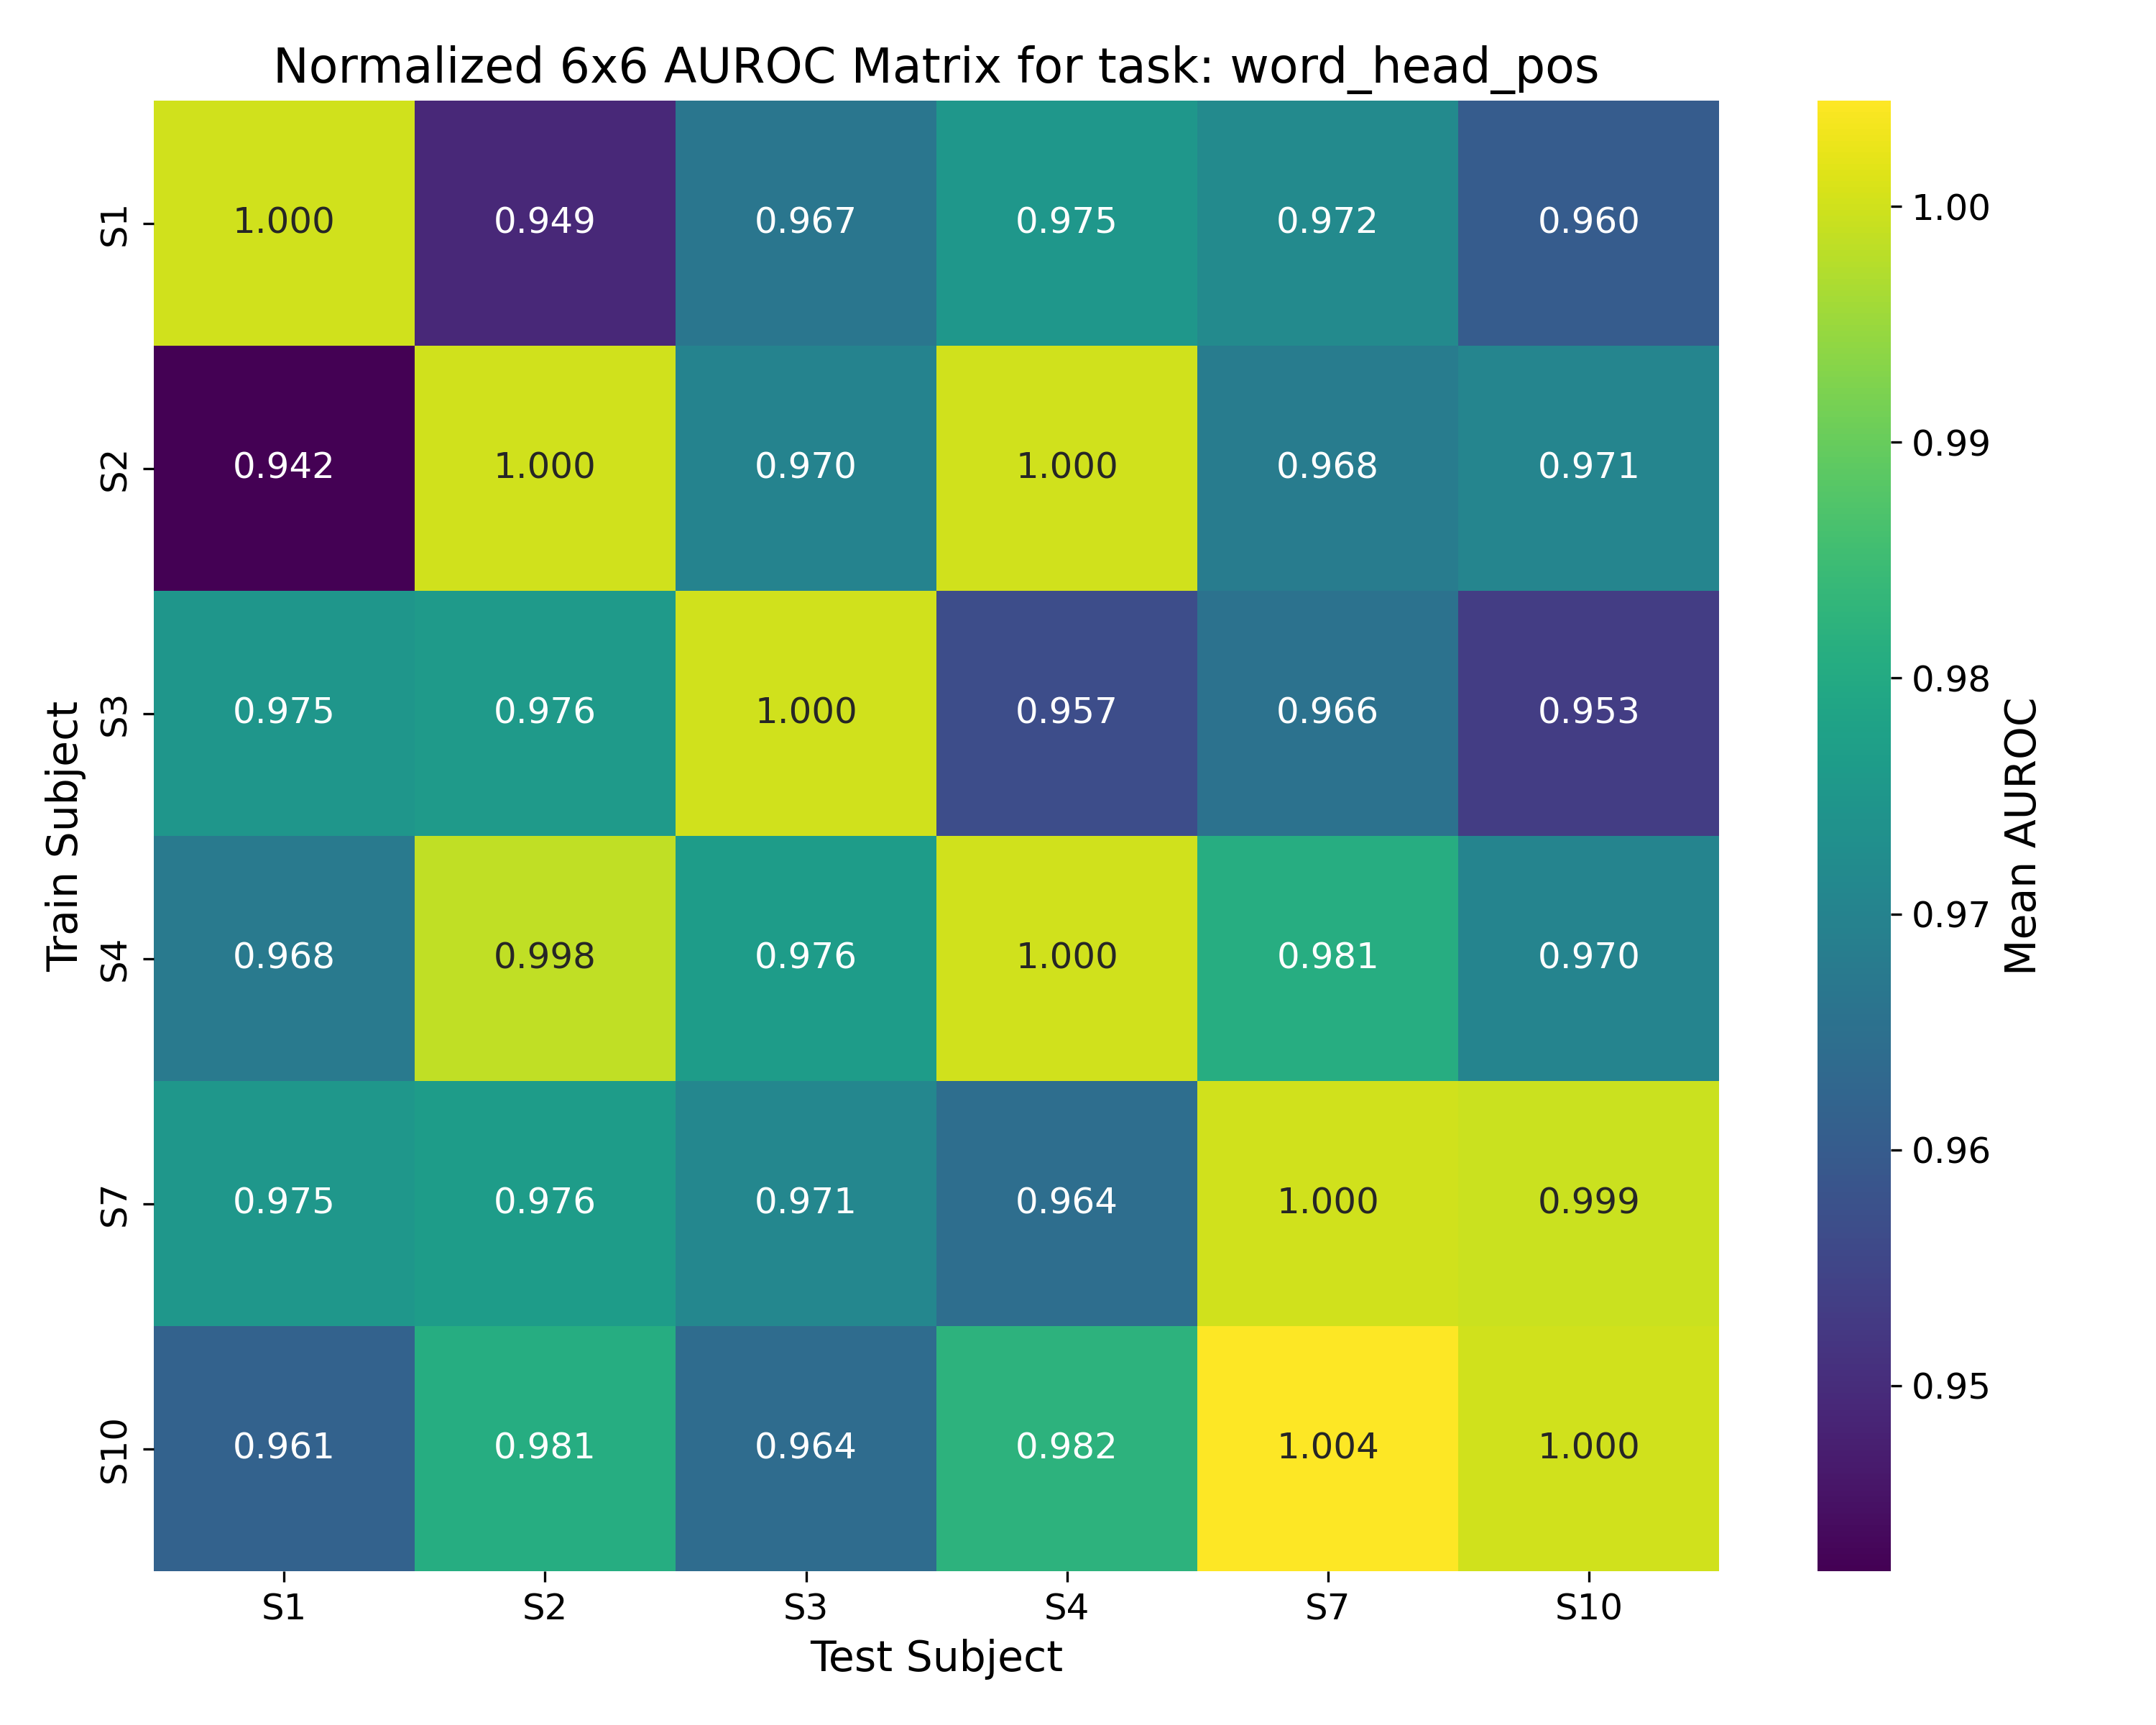 Normalized 6x6 AUROC Matrix for task: word_head_pos
Train Subject
S1 1.000 0.949 0.967 0.975 0.972 0.960
S2 0.942 1.000 0.970 1.000 0.968 0.971
S3 0.975 0.976 1.000 0.957 0.966 0.953
S4 0.968 0.998 0.976 1.000 0.981 0.970
S7 0.975 0.976 0.971 0.964 1.000 0.999
S10 0.961 0.981 0.964 0.982 1.004 1.000
S1 S2 S3 S4 S7 S10
Test Subject
1.00
0.99
0.98
0.97
0.96
0.95
Mean AUROC